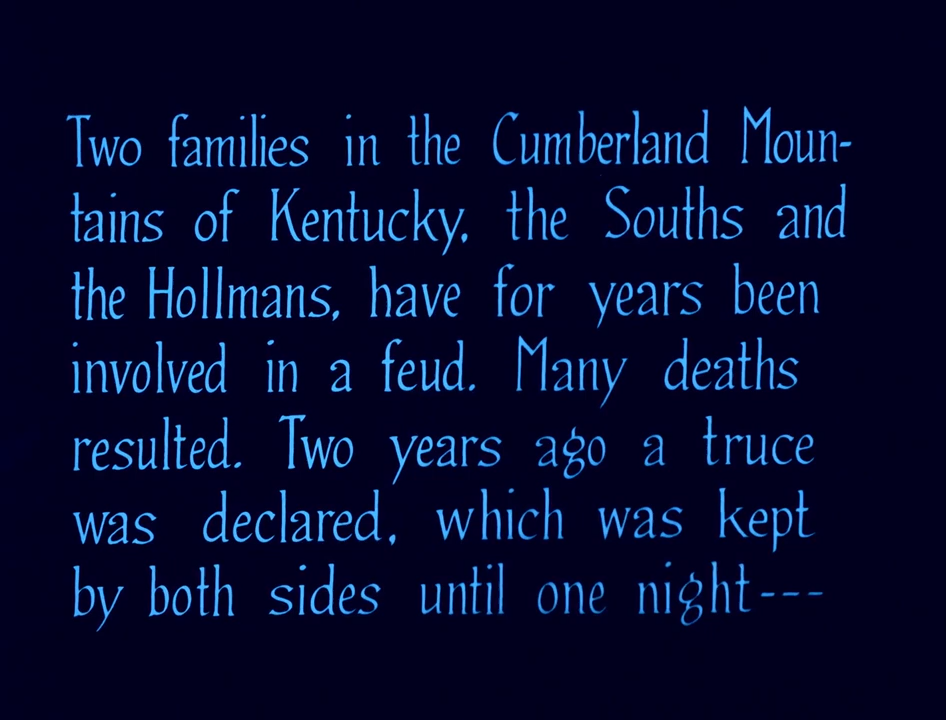 Two families in the Cumberland Moun-
tains of Kentucky, the Souths and
the Hollmans, have for years been
involved in a feud. Many deaths
resulted. Two years ago a truce
was declared, which was kept
by both sides until one night---